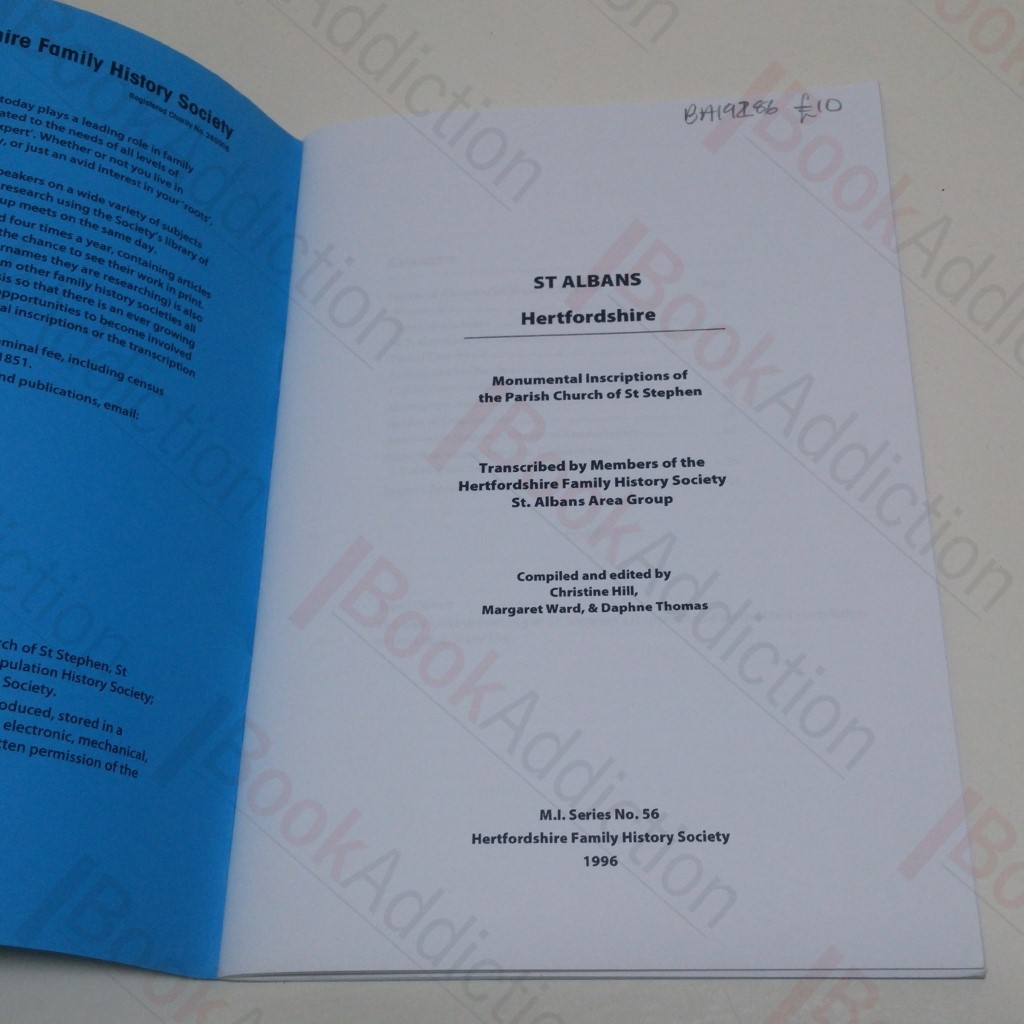 hire Family History Society
Registered Charity No.
today plays a leading role in family
ated to the needs of all levels of
xpert'. Whether or not you live in
y, or just an avid interest in your 'roots'.
peakers on a wide variety of subjects
research using the Society's library of
up meets on the same day.
d four times a year, containing articles
the chance to see their work in print.
rnames they are researching) is also
m other family history societies all
is so that there is an ever growing
opportunities to become involved
al inscriptions or the transcription
ominal fee, including census
1851.
nd publications, email:
rch of St Stephen, St
pulation History Society;
Society.
oduced, stored in a
electronic, mechanical,
tten permission of the
£10
ST ALBANS
Hertfordshire
Monumental Inscriptions of
the Parish Church of St Stephen
Transcribed by Members of the
Hertfordshire Family History Society
St. Albans Area Group
Compiled and edited by
Christine Hill,
Margaret Ward, & Daphne Thomas
M.I. Series No. 56
Hertfordshire Family History Society
1996
BookAddiction